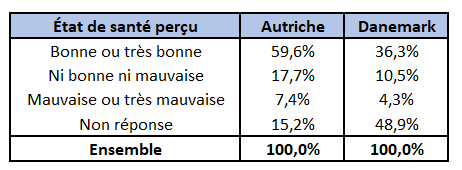 État de santé perçu Autriche Danemark
Bonne ou très bonne 59,6% 36,3%
Ni bonne ni mauvaise 17,7% 10,5%
Mauvaise ou très mauvaise 7,4% 4,3%
Non réponse 15,2% 48,9%
Ensemble 100,0% 100,0%